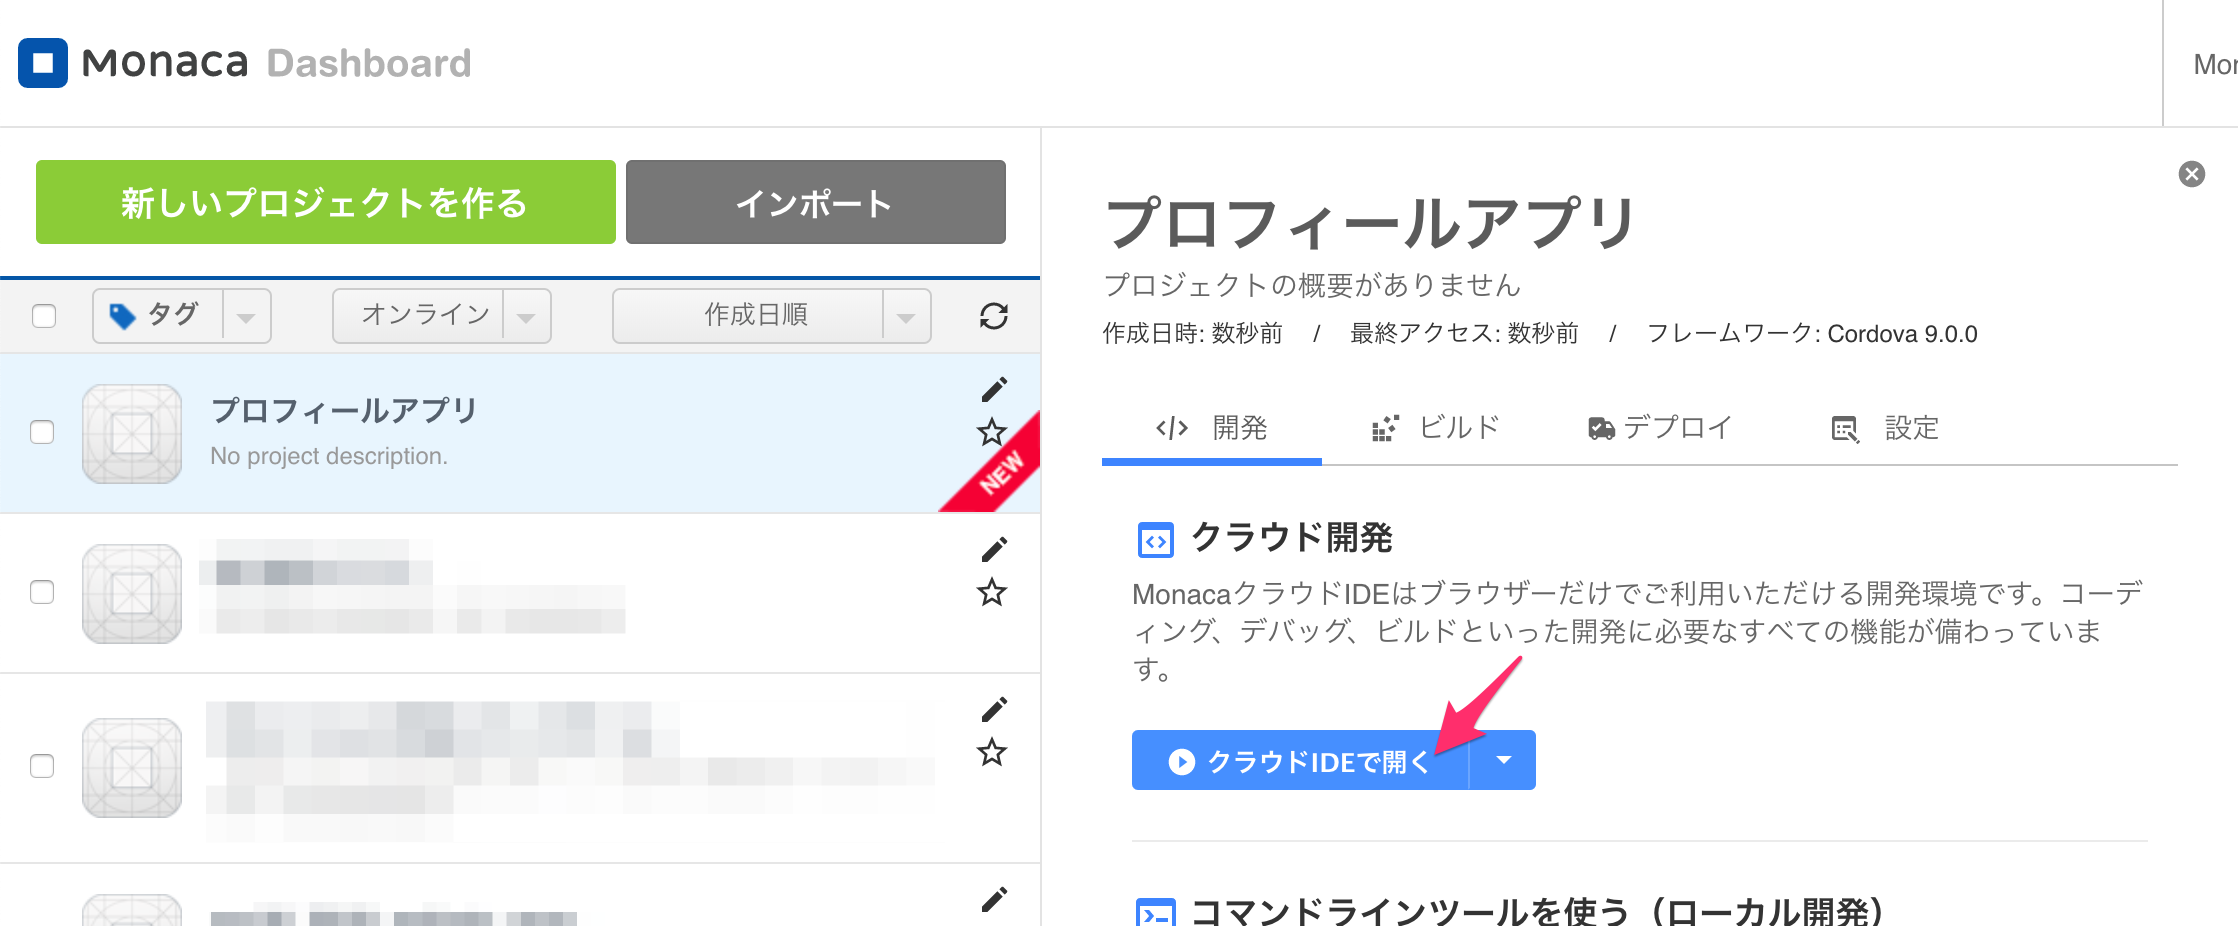 Monaca Dashboard
新しいプロジェクトを作る
インポート
タグ
オンライン
作成日順
プロフィールアプリ
No project description.
NEW
プロフィールアプリ
プロジェクトの概要がありません
作成日時: 数秒前 / 最終アクセス: 数秒前 / フレームワーク: Cordova 9.0.0
開発
ビルド
デプロイ
設定
クラウド開発
MonacaクラウドIDEはブラウザーだけでご利用いただける開発環境です。コーデ
ィング、デバッグ、ビルドといった開発に必要なすべての機能が備わっていま
す。
クラウドIDEで開く
コマンドラインツールを使う（ローカル開発）